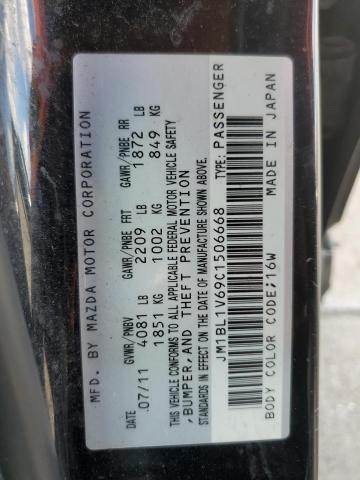 MFD. BY MAZDA MOTOR CORPORATION
DATE GVWR/PNBV GAWR/PNBE FRT GAWR/PNBE RR
07/11 4081 LB 2209 LB 1872 LB
1851 KG 1002 KG 849 KG
THIS VEHICLE CONFORMS TO ALL APPLICABLE FEDERAL MOTOR VEHICLE SAFETY
,BUMPER,AND THEFT PREVENTION
STANDARDS IN EFFECT ON THE DATE OF MANUFACTURE SHOWN ABOVE.
JM1BL1V69C1506668 TYPE: PASSENGER
BODY COLOR CODE;16W MADE IN JAPAN